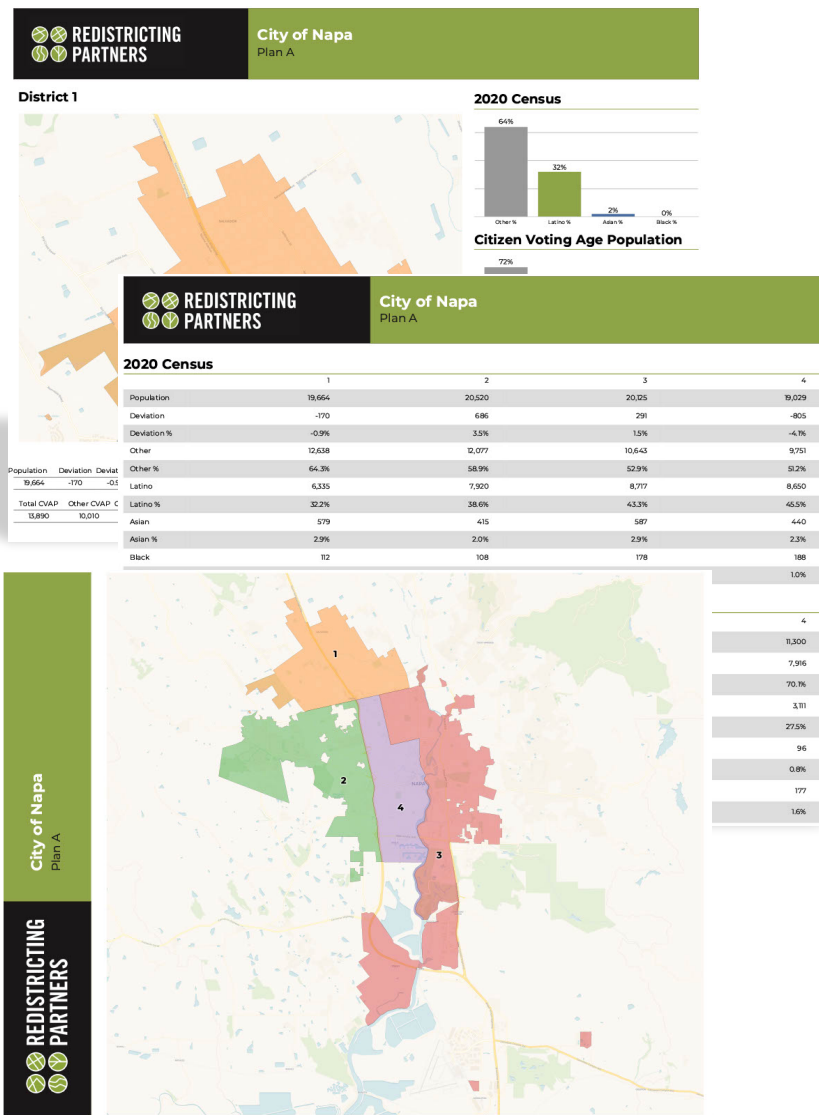 REDISTRICTING
PARTNERS
City of Napa
Plan A
District 1
2020 Census
64%
32%
2%
0%
Other %
Latino %
Asian %
Black %
Citizen Voting Age Population
72%
REDISTRICTING
PARTNERS
City of Napa
Plan A
2020 Census
1 2 3 4
Population 19,664 20,520 20,125 19,029
Deviation -170 686 291 -805
Deviation % -0.9% 3.5% 1.5% -4.1%
Other 12,638 12,077 10,643 9,751
Other % 64.3% 58.9% 52.9% 51.2%
Latino 6,335 7,920 8,717 8,650
Latino % 32.2% 38.6% 43.3% 45.5%
Asian 579 415 587 440
Asian % 2.9% 2.0% 2.9% 2.3%
Black 112 108 178 188
1.0%
Population Deviation Deviat
19,664 -170 -0.9
Total CVAP Other CVAP C
13,890 10,010
4
11,300
7,916
70.1%
3,111
27.5%
96
0.8%
177
1.6%
City of Napa
Plan A
REDISTRICTING
PARTNERS
1
2
4
3